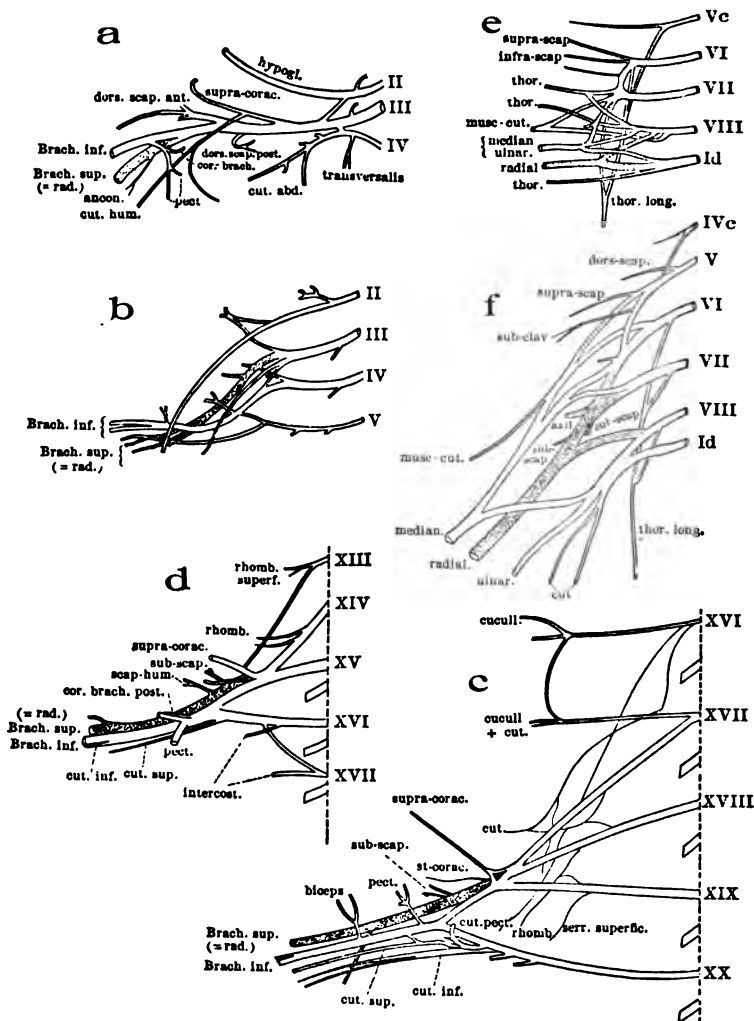 a
hypogl.
II
supra-corac.
dors. scap. ant.
III
IV
Brach. inf.
Brach. sup.
(= rad.)
dors. scap. post.
cor. brach.
transversalis
cut. abd.
pect
ancon.
cut. hum.
e
Vc
supra-scap
VI
infra-scap
thor.
VII
thor.
musc-cut.
VIII
median
ulnar.
radial
Id
thor.
thor. long.
b
II
III
IV
V
Brach. inf.
Brach. sup.
(= rad.)
f
IVc
dors-scap.
V
supra-scap
VI
sub-clav
VII
axil
cut-scap
VIII
sub-
scap
Id
musc-cut.
median.
thor. long.
radial.
ulnar.
cut
d
XIII
rhomb.
superf.
XIV
rhomb.
supra-corac.
sub-scap.
XV
scap-hum
cor. brach. post.
(= rad.)
Brach. sup.
XVI
Brach. inf.
pect.
cut. inf.
cut. sup.
XVII
intercost.
c
cucull.
XVI
cucull
+ cut.
XVII
XVIII
supra-corac.
cut.
sub-scap.
st-corac.
pect.
biceps
XIX
Brach. sup.
(= rad.)
cut. pect.
rhomb.
serr. superfic.
Brach. inf.
XX
cut. sup.
cut. inf.